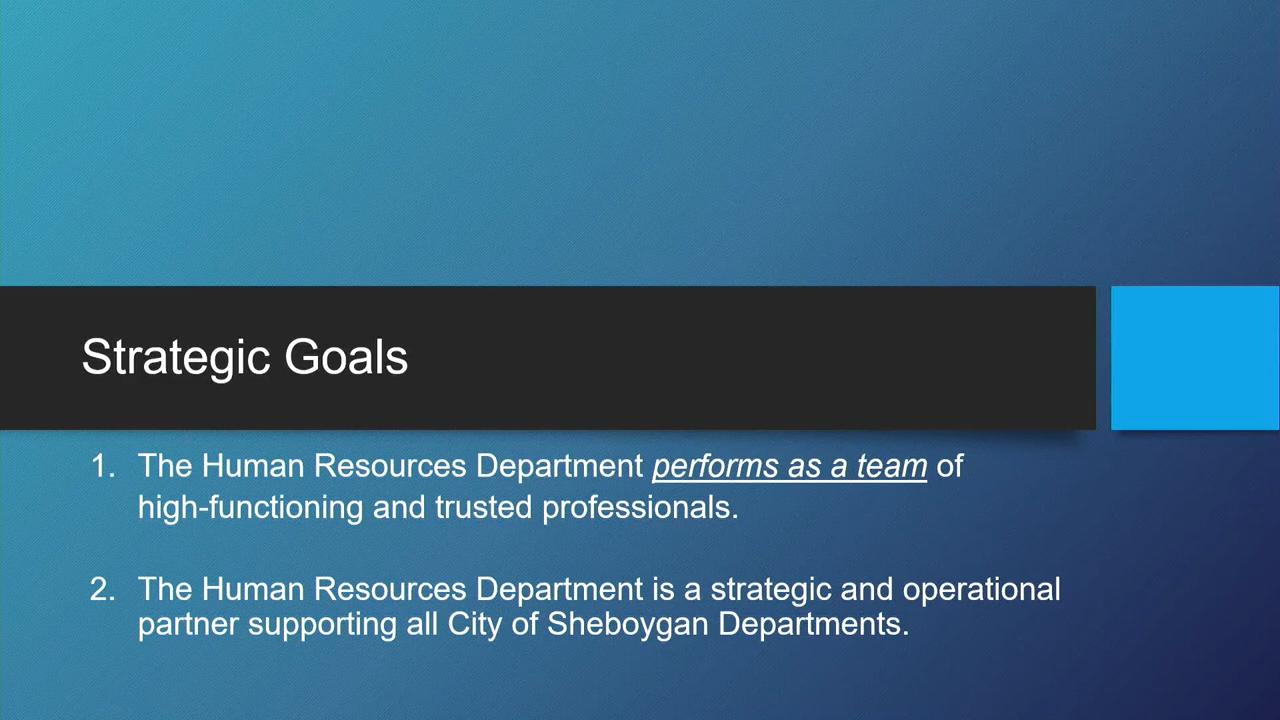 Strategic Goals
1. The Human Resources Department performs as a team of
high-functioning and trusted professionals.
2. The Human Resources Department is a strategic and operational
partner supporting all City of Sheboygan Departments.